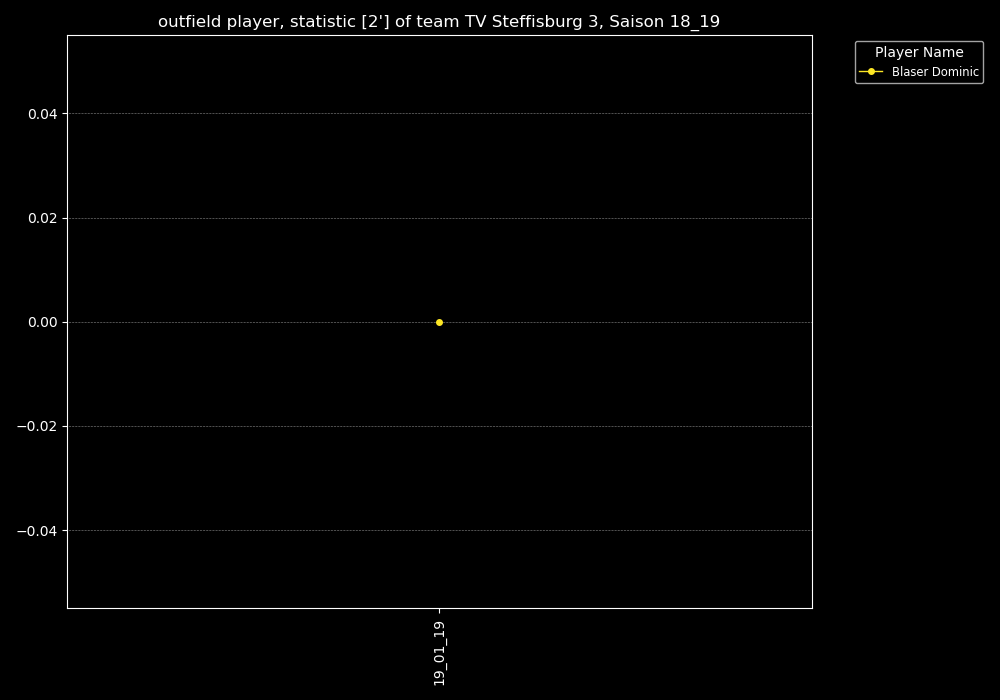 outfield player, statistic [2'] of team TV Steffisburg 3, Saison 18_19
Player Name
Blaser Dominic
0.04
0.02
0.00
−0.02
−0.04
19_01_19